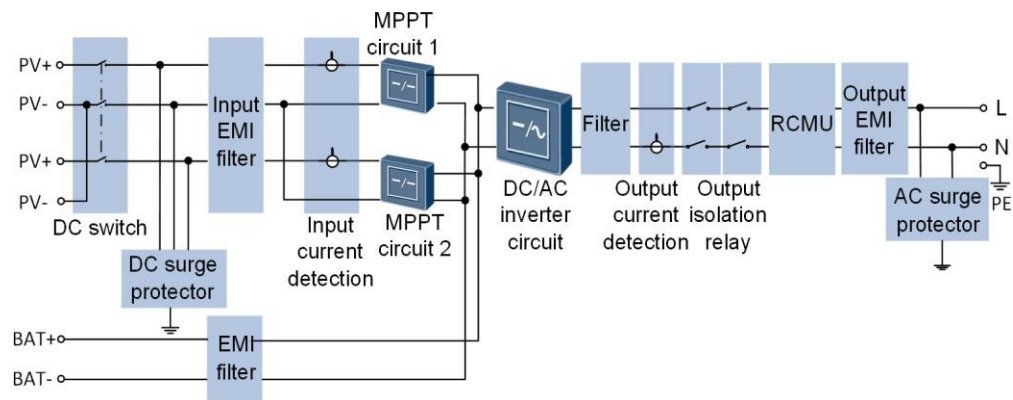 PV+
PV-
PV+
PV-
DC switch
DC surge
protector
Input
EMI
filter
Input
current
detection
MPPT
circuit 1
MPPT
circuit 2
BAT+
BAT-
EMI
filter
DC/AC
inverter
circuit
Filter
Output
current
detection
Output
isolation
relay
RCMU
Output
EMI
filter
L
N
PE
AC surge
protector